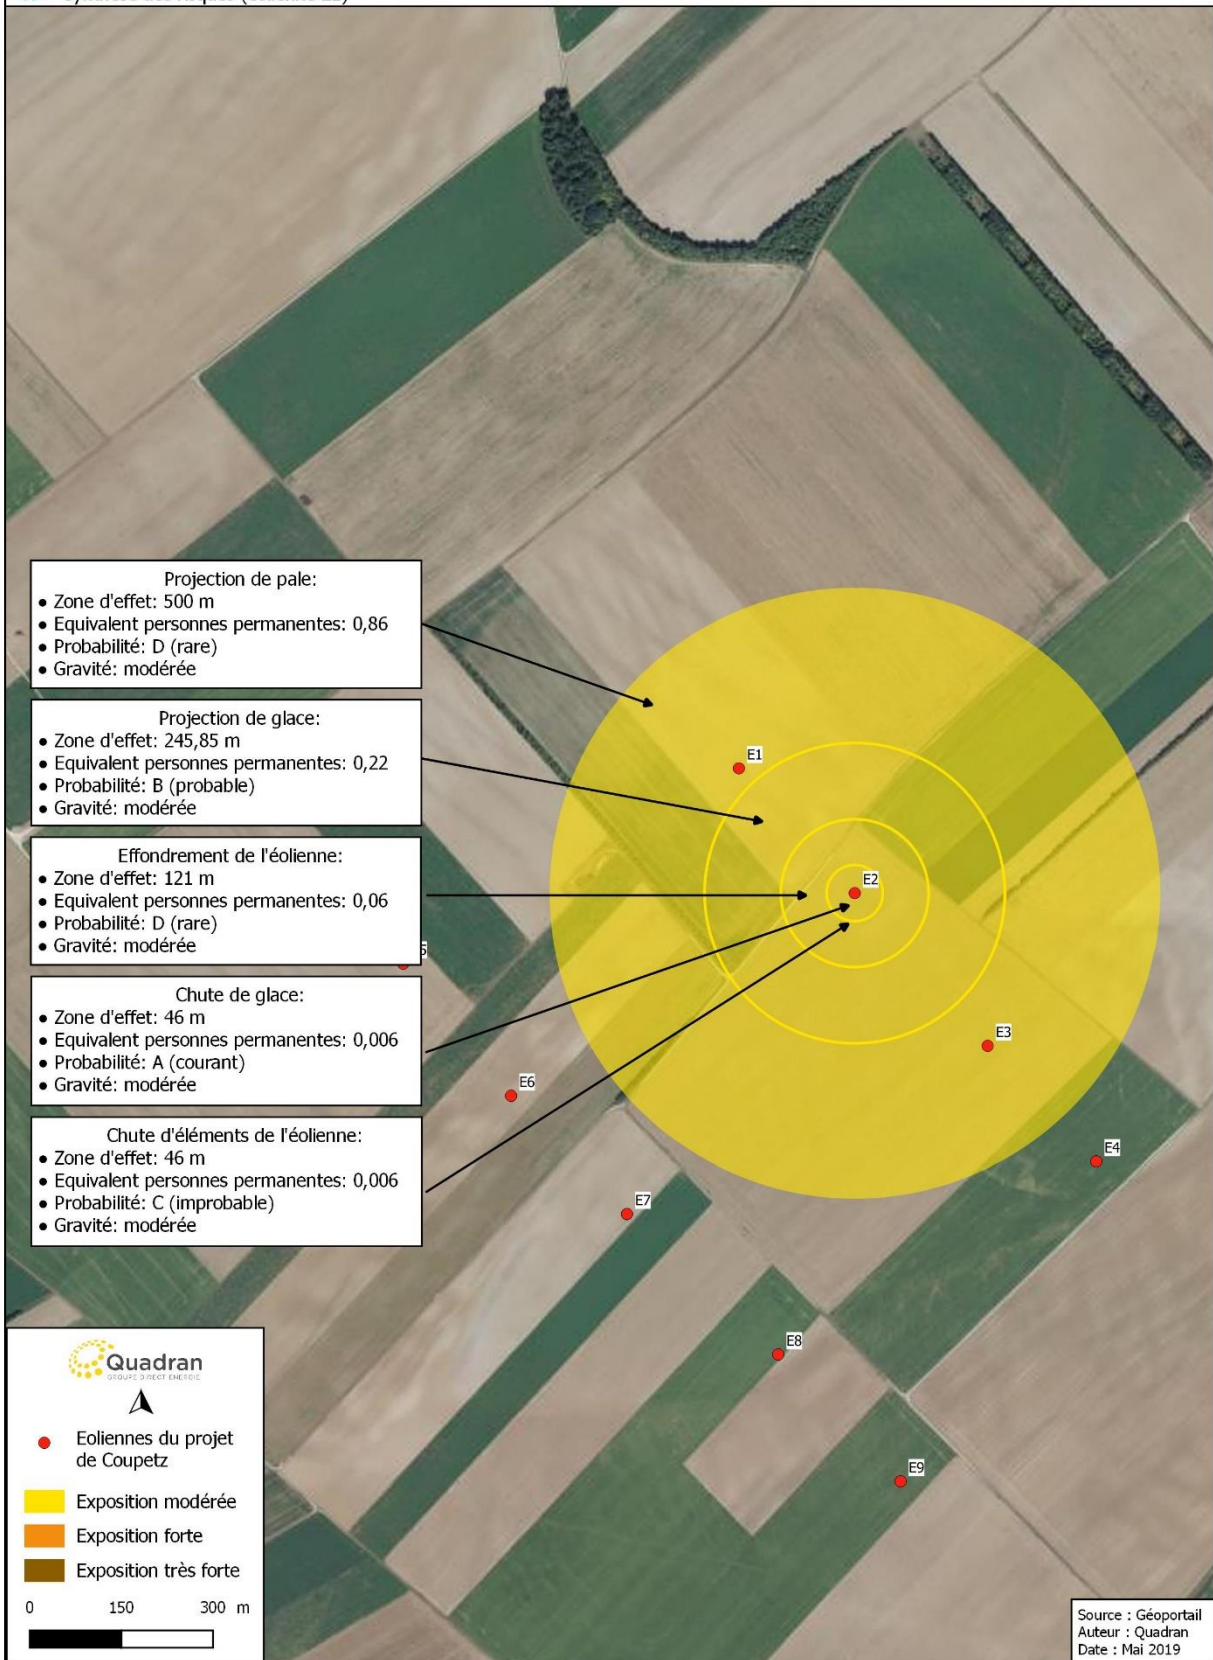 Projection de pale:
• Zone d'effet: 500 m
• Equivalent personnes permanentes: 0,86
• Probabilité: D (rare)
• Gravité: modérée
Projection de glace:
• Zone d'effet: 245,85 m
• Equivalent personnes permanentes: 0,22
• Probabilité: B (probable)
• Gravité: modérée
Effondrement de l'éolienne:
• Zone d'effet: 121 m
• Equivalent personnes permanentes: 0,06
• Probabilité: D (rare)
• Gravité: modérée
Chute de glace:
• Zone d'effet: 46 m
• Equivalent personnes permanentes: 0,006
• Probabilité: A (courant)
• Gravité: modérée
Chute d'éléments de l'éolienne:
• Zone d'effet: 46 m
• Equivalent personnes permanentes: 0,006
• Probabilité: C (improbable)
• Gravité: modérée
E1
E2
E3
E4
E6
E7
E8
E9
Quadran
GROUPE DIRECT ENERGIE
Eoliennes du projet
de Coupetz
Exposition modérée
Exposition forte
Exposition très forte
0 150 300 m
Source : Géoportail
Auteur : Quadran
Date : Mai 2019